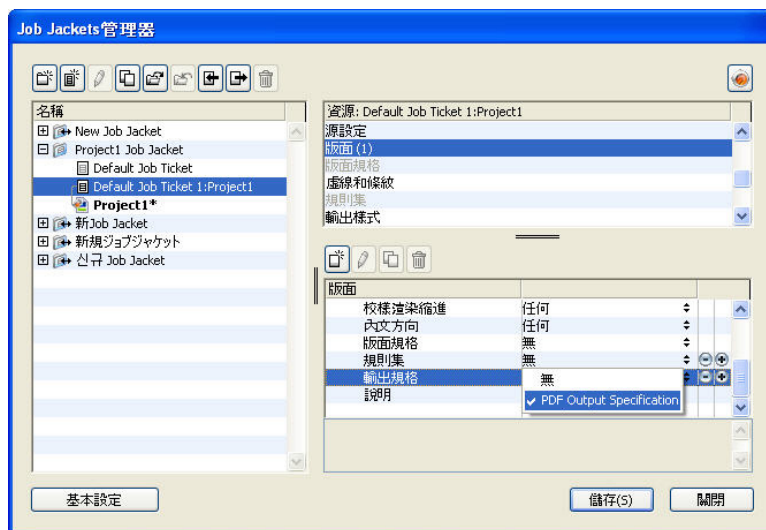 Job Jackets管理器
名稱
New Job Jacket
Project1 Job Jacket
Default Job Ticket
Default Job Ticket 1:Project1
Project1*
新Job Jacket
新規ジョブジャケット
신규 Job Jacket
資源: Default Job Ticket 1:Project1
源設定
版面 (1)
版面規格
虛線和條紋
規則集
輸出樣式
版面
校樣渲染縮進 任何
內文方向 任何
版面規格 無
規則集 無
輸出規格
說明
無
PDF Output Specification
基本設定
儲存(S)
關閉